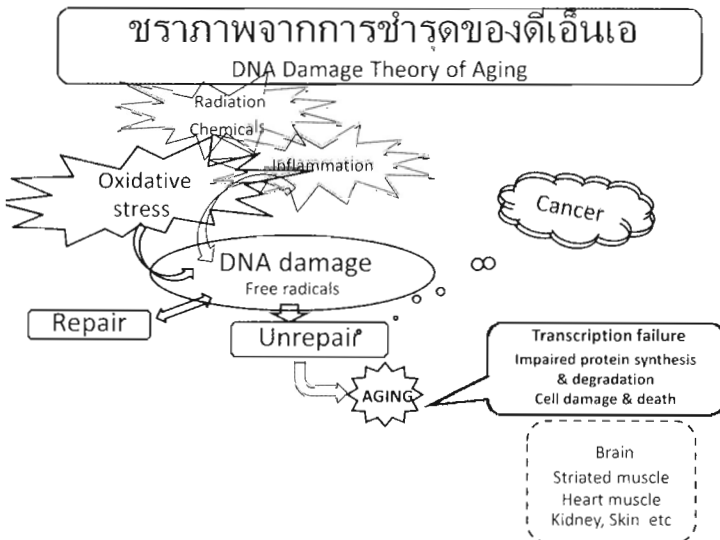 ชราภาพจากการชำรุดของดีเอ็นเอ
DNA Damage Theory of Aging
Radiation
Chemicals
Inflammation
Oxidative
stress
Cancer
DNA damage
Free radicals
Repair
Unrepair
Transcription failure
Impaired protein synthesis
& degradation
Cell damage & death
AGING
Brain
Striated muscle
Heart muscle
Kidney, Skin etc